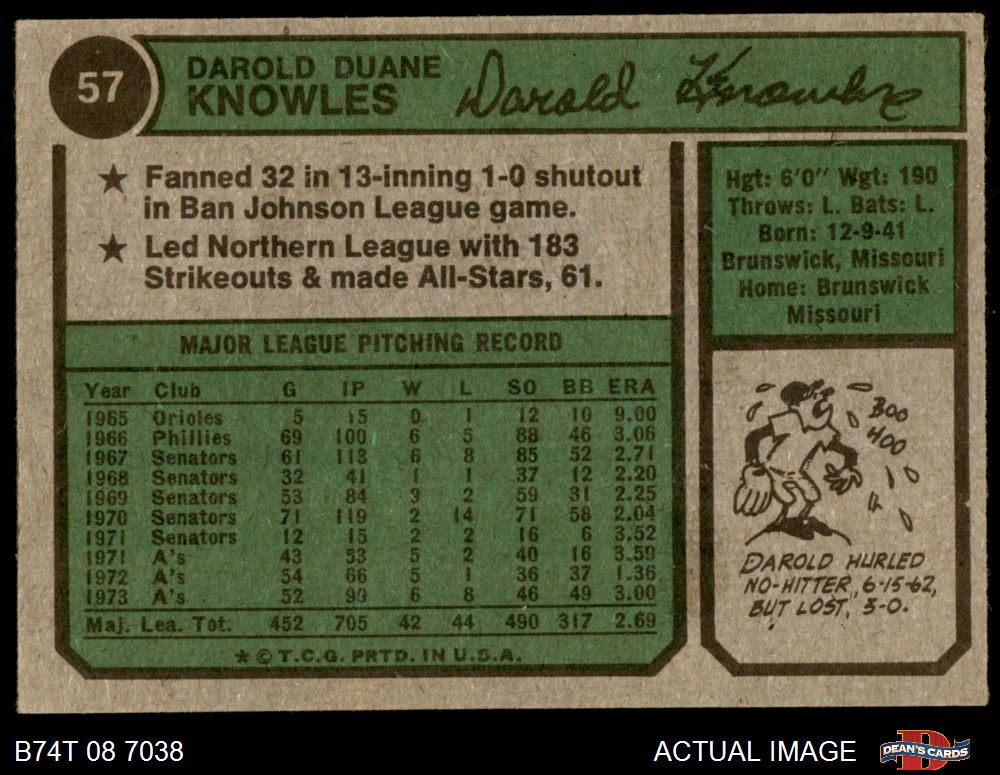 57
DAROLD DUANE
KNOWLES
Darold Knowles
★ Fanned 32 in 13-inning 1-0 shutout
in Ban Johnson League game.
★ Led Northern League with 183
Strikeouts & made All-Stars, 61.
MAJOR LEAGUE PITCHING RECORD
Year Club G IP W L SO BB ERA
1965 Orioles 5 15 0 1 12 10 9.00
1966 Phillies 69 100 6 5 88 46 3.06
1967 Senators 61 113 6 8 85 52 2.71
1968 Senators 32 41 1 1 37 12 2.20
1969 Senators 53 84 9 2 59 31 2.25
1970 Senators 71 119 2 14 71 58 2.04
1971 Senators 12 15 2 2 16 6 3.52
1971 A's 43 53 5 2 40 16 3.59
1972 A's 54 66 5 1 36 37 1.36
1973 A's 52 99 6 8 46 49 3.00
Maj. Lea. Tot. 452 705 42 44 490 317 2.69
* © T.C.G. PRTD. IN U.S.A.
Hgt: 6'0" Wgt: 190
Throws: L. Bats: L.
Born: 12-9-41
Brunswick, Missouri
Home: Brunswick
Missouri
BOO
HOO
DAROLD HURLED
NO-HITTER, 6-15-62,
BUT LOST, 3-0.
B74T 08 7038
ACTUAL IMAGE
DEAN'S CARDS